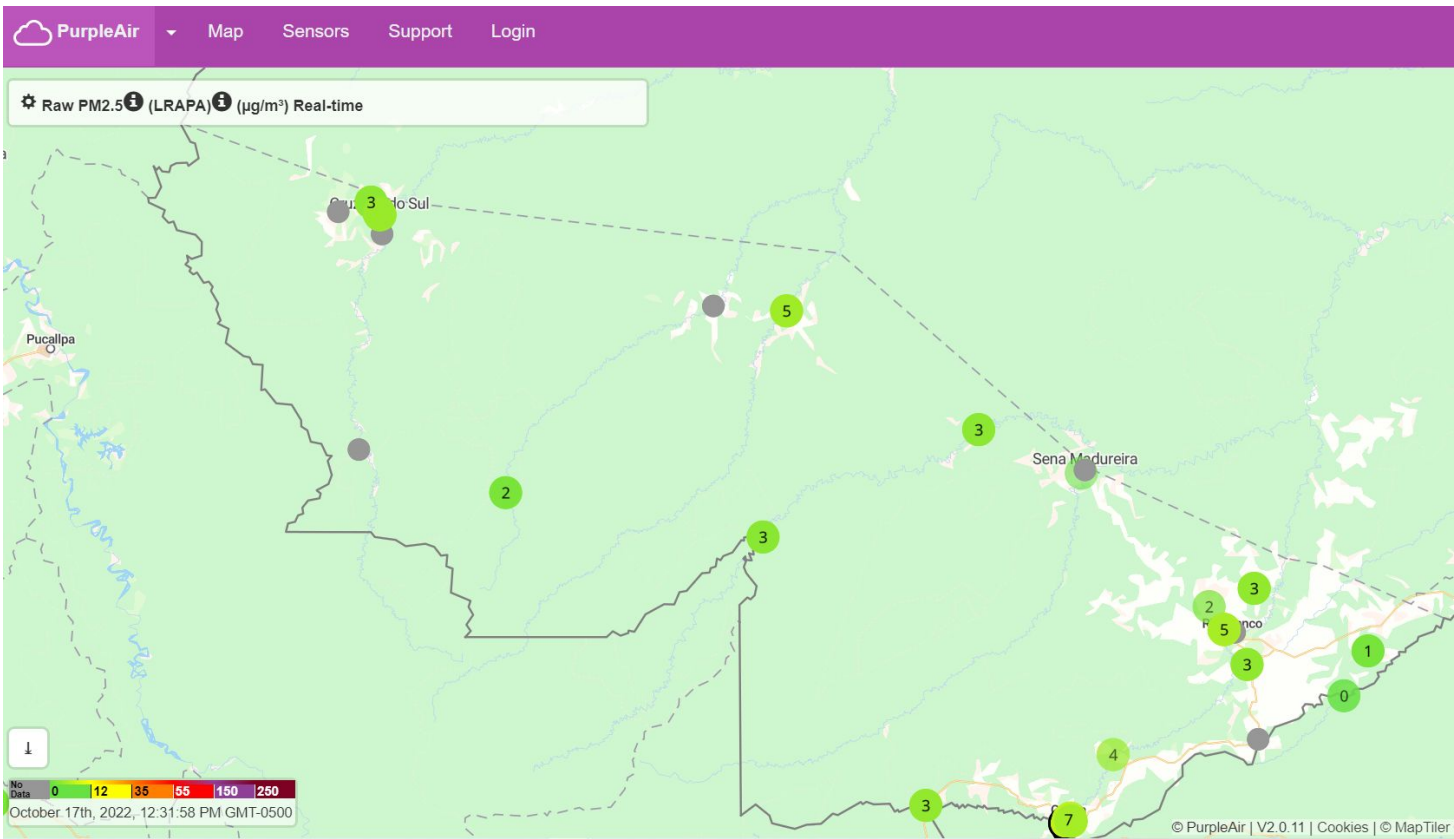 PurpleAir Map Sensors Support Login
Raw PM2.5 i (LRAPA) i (µg/m³) Real-time
3
5
Pucallpa
3
Sena Madureira
2
3
3
2
5
3
1
0
4
3
7
No Data 0 12 35 55 150 250
October 17th, 2022, 12:31:58 PM GMT-0500
© PurpleAir | V2.0.11 | Cookies | © MapTiler